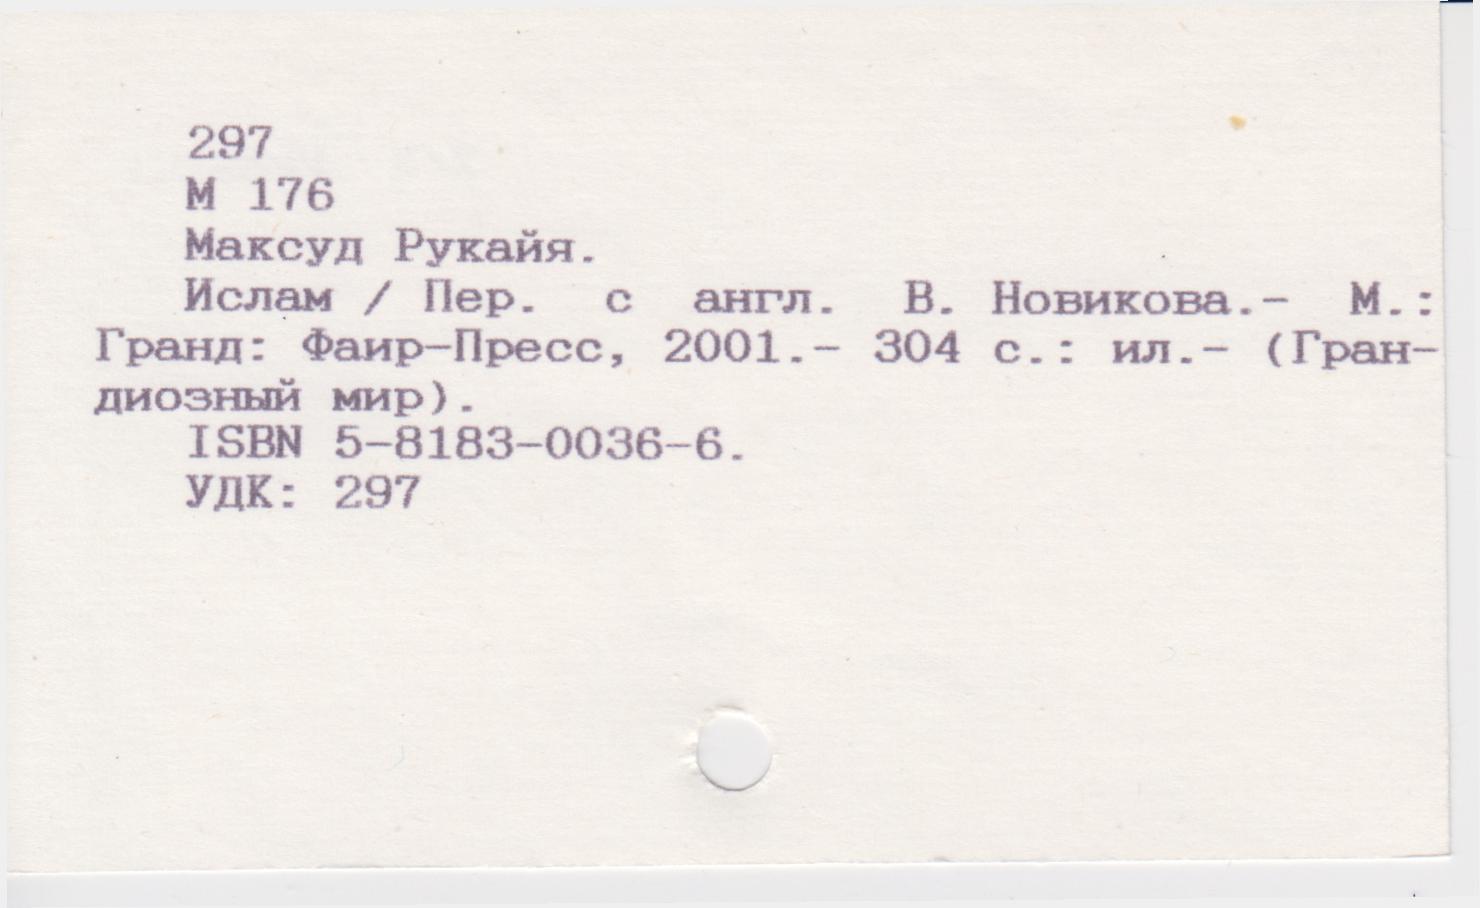 297
М 176
Максуд Рукайя.
Ислам / Пер. с англ. В. Новикова.- М.:
Гранд: Фаир-Пресс, 2001.- 304 с.: ил.- (Гран-
диозный мир).
ISBN 5-8183-0036-6.
УДК: 297